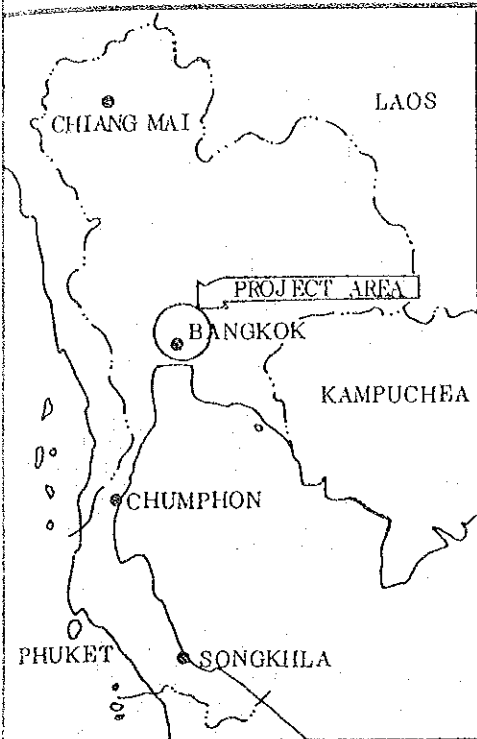 LAOS
CHIANG MAI
PROJECT AREA
BANGKOK
KAMPUCHEA
CHUMPHON
PHUKET
SONGKHLA